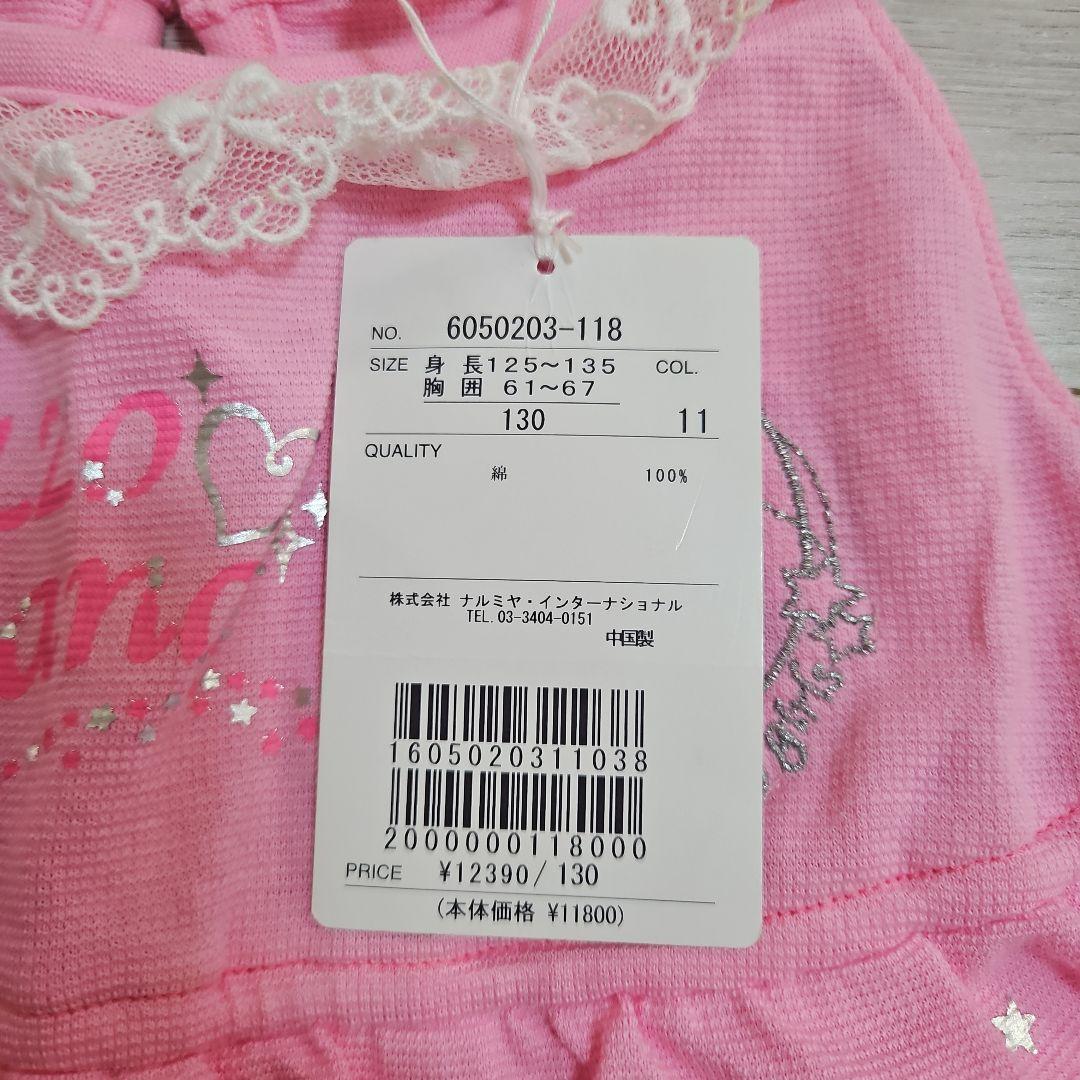 NO. 6050203-118
SIZE 身 長125～135 COL.
胸 囲 61～67
130 11
QUALITY
綿 100%
株式会社 ナルミヤ・インターナショナル
TEL. 03-3404-0151
中国製
1605020311038
2000000118000
PRICE ¥12390/ 130
(本体価格 ¥11800)